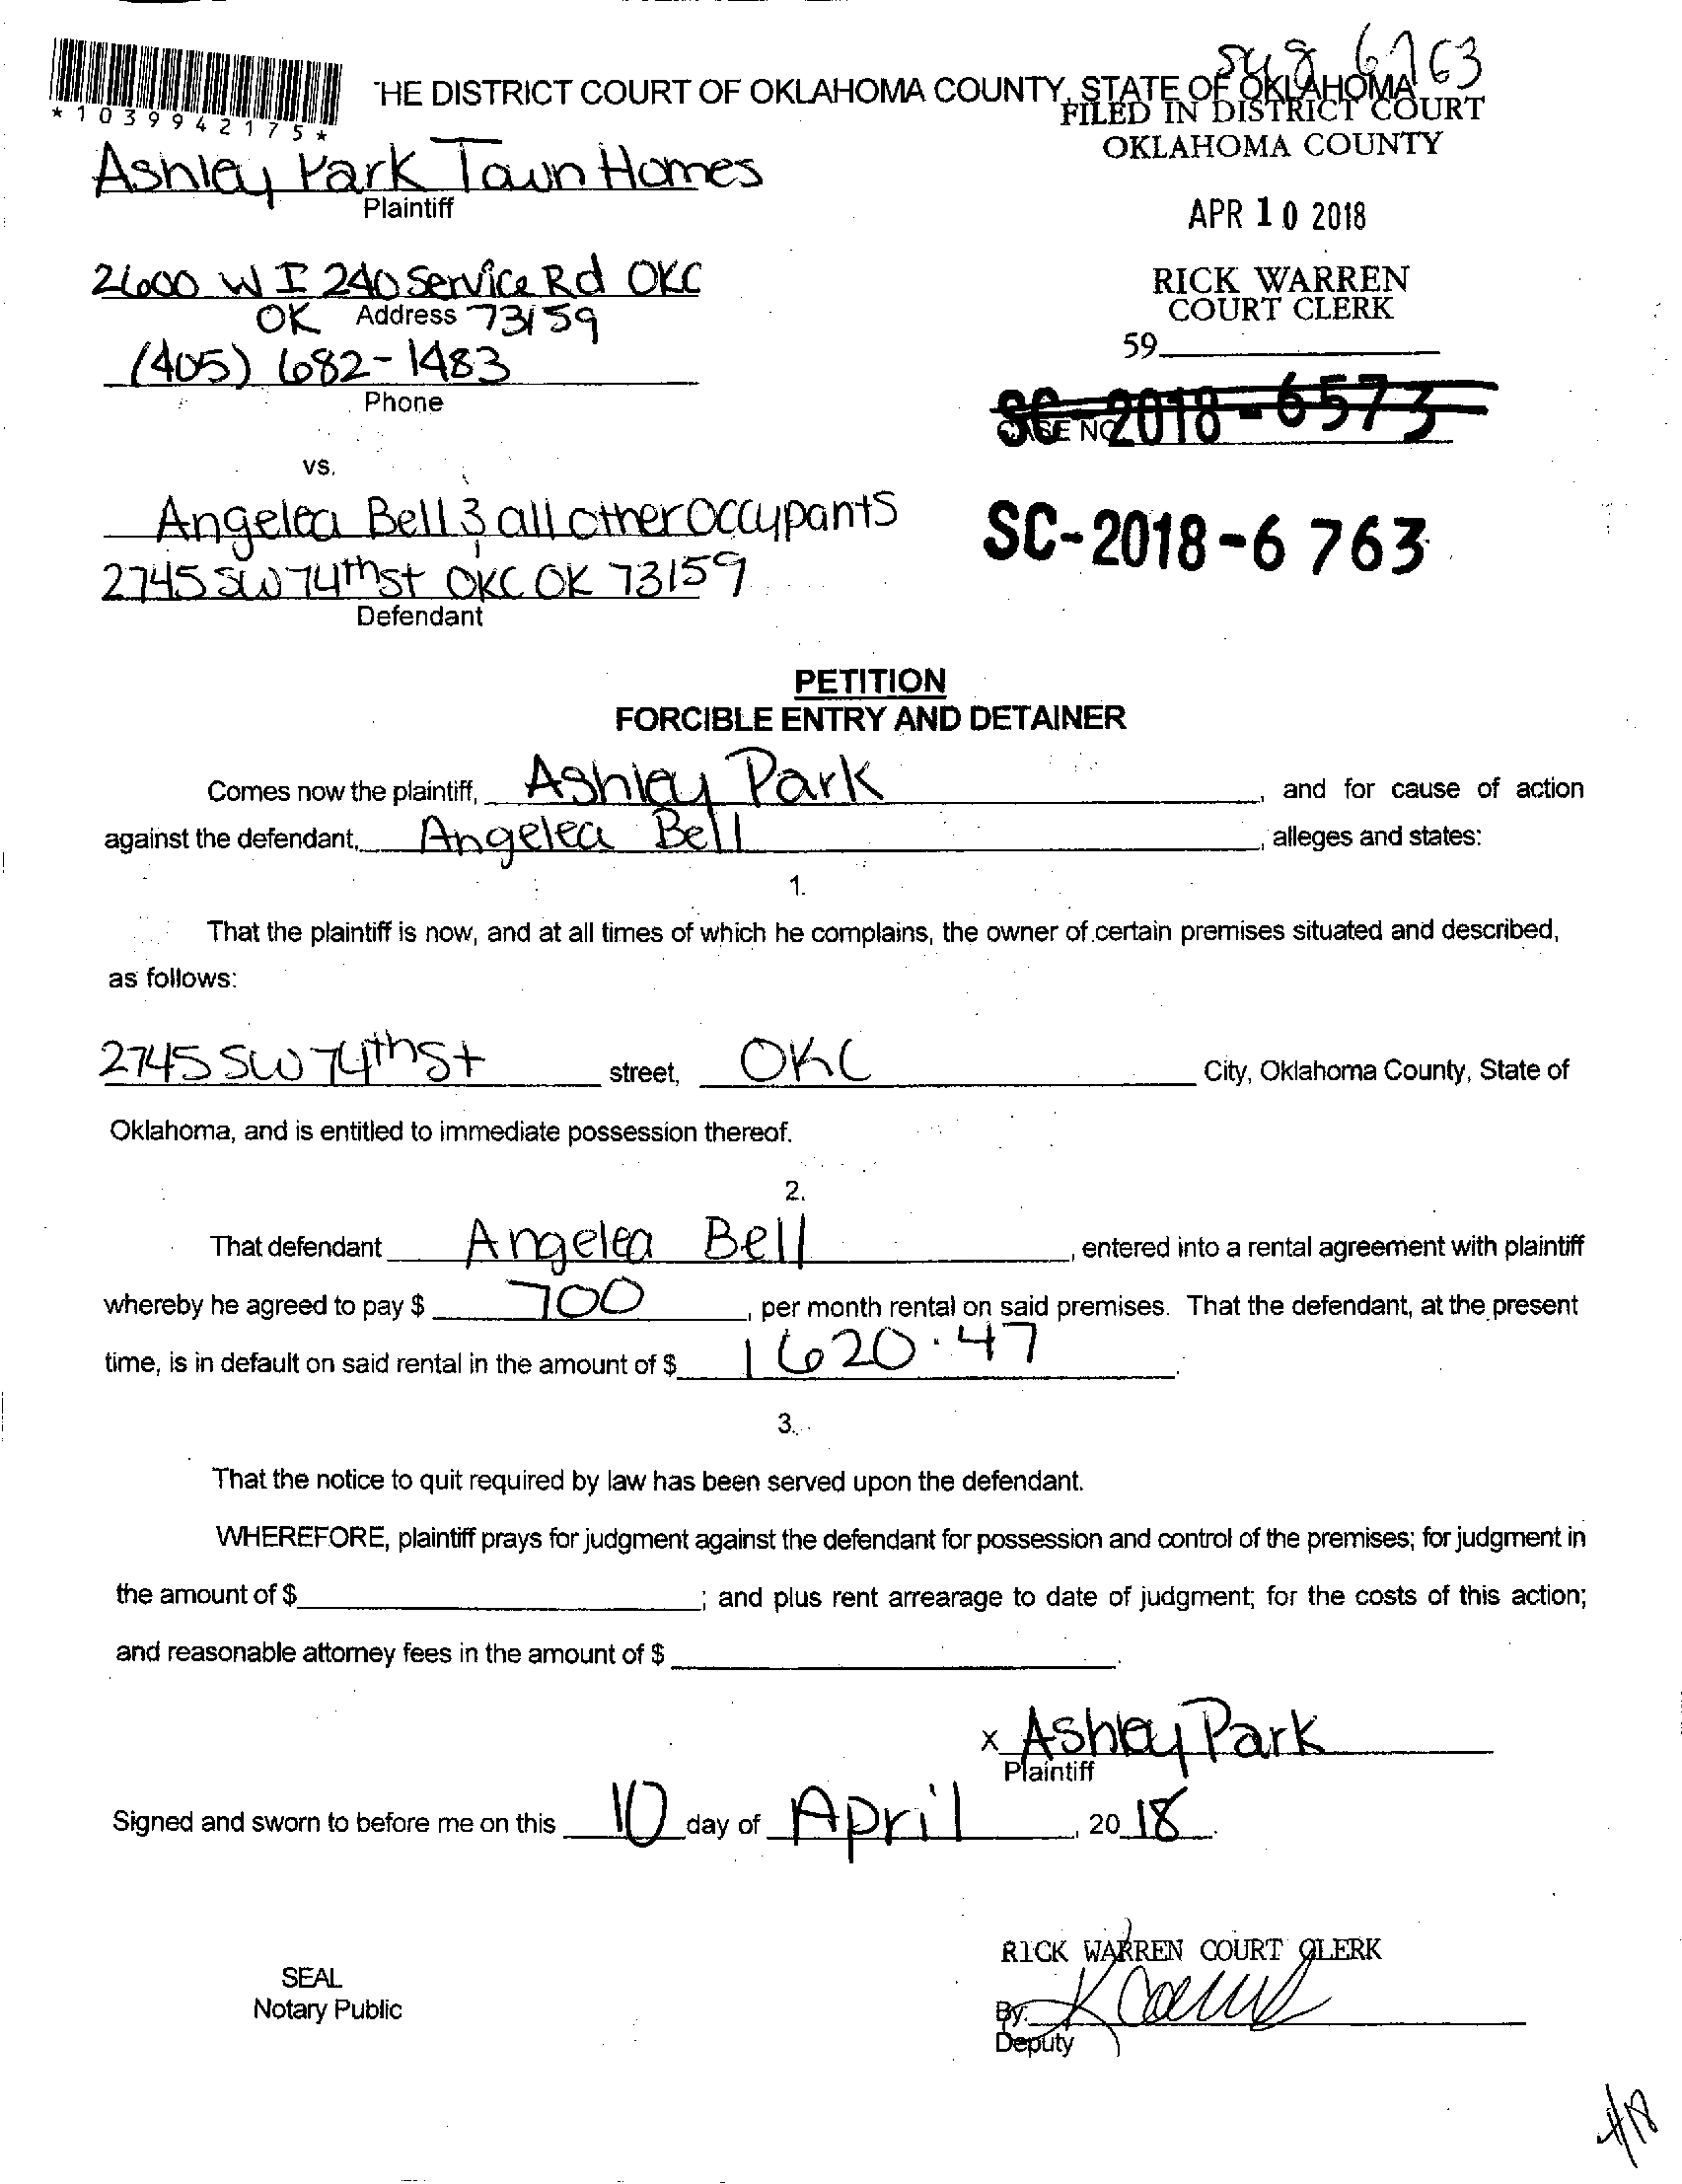 *1039942175*
THE DISTRICT COURT OF OKLAHOMA COUNTY, STATE OF OKLAHOMA
6763
FILED IN DISTRICT COURT
OKLAHOMA COUNTY
Ashley Park Town Homes
Plaintiff
APR 10 2018
2600 W I 240 Service Rd OKC
OK 73159
Address
RICK WARREN
COURT CLERK
59
(405) 682-1483
Phone
SC-2018-6573
CASE NO
vs.
Angelea Bell & all other occupants
SC-2018-6763
2745 SW 74th st OKC OK 73159
Defendant
PETITION
FORCIBLE ENTRY AND DETAINER
Comes now the plaintiff, Ashley Park, and for cause of action
against the defendant, Angelea Bell, alleges and states:
1.
That the plaintiff is now, and at all times of which he complains, the owner of certain premises situated and described,
as follows:
2745 SW 74th St street, OKC City, Oklahoma County, State of
Oklahoma, and is entitled to immediate possession thereof.
2.
That defendant Angelea Bell, entered into a rental agreement with plaintiff
whereby he agreed to pay $ 700, per month rental on said premises. That the defendant, at the present
time, is in default on said rental in the amount of $ 1620.47.
3.
That the notice to quit required by law has been served upon the defendant.
WHEREFORE, plaintiff prays for judgment against the defendant for possession and control of the premises; for judgment in
the amount of $ ; and plus rent arrearage to date of judgment; for the costs of this action;
and reasonable attorney fees in the amount of $ .
x Ashley Park
Plaintiff
Signed and sworn to before me on this 10 day of April, 20 18.
RICK WARREN COURT CLERK
SEAL
Notary Public
By.
Deputy
4/18